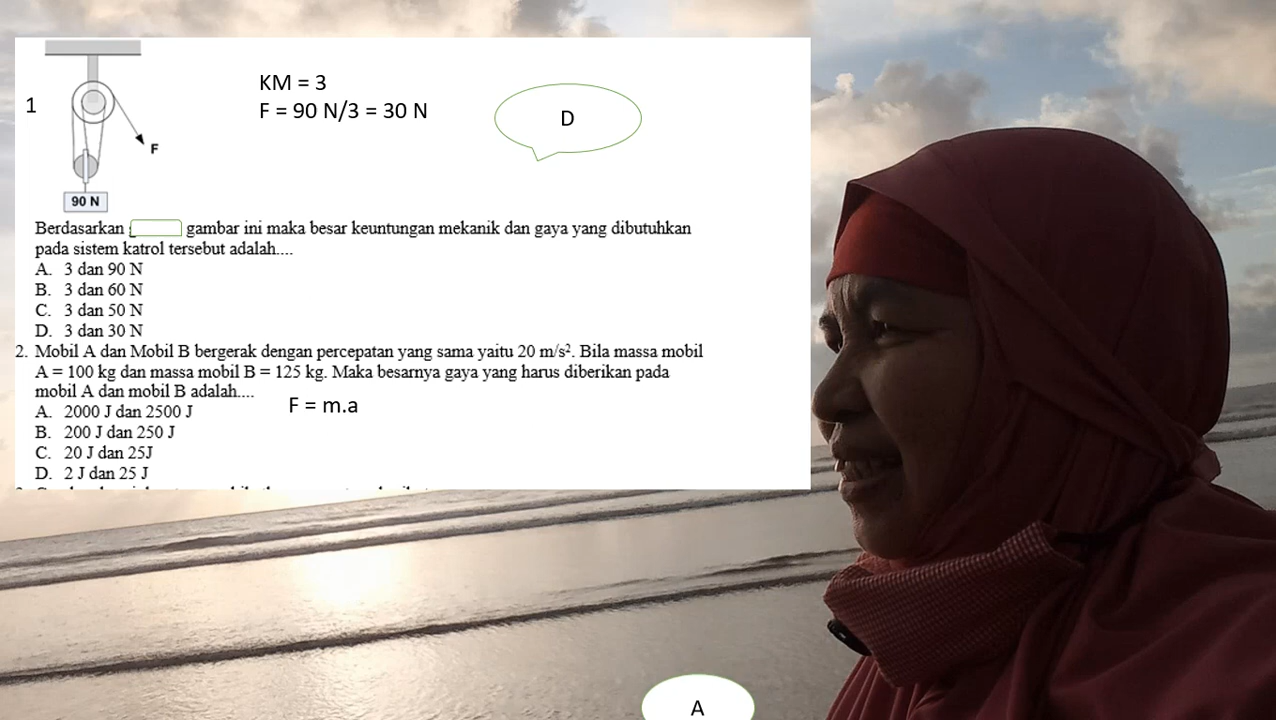 1
KM = 3
F = 90 N/3 = 30 N
D
F
90 N
Berdasarkan gambar ini maka besar keuntungan mekanik dan gaya yang dibutuhkan
pada sistem katrol tersebut adalah....
A. 3 dan 90 N
B. 3 dan 60 N
C. 3 dan 50 N
D. 3 dan 30 N
2. Mobil A dan Mobil B bergerak dengan percepatan yang sama yaitu 20 m/s². Bila massa mobil
A = 100 kg dan massa mobil B = 125 kg. Maka besarnya gaya yang harus diberikan pada
mobil A dan mobil B adalah....
F = m.a
A. 2000 J dan 2500 J
B. 200 J dan 250 J
C. 20 J dan 25J
D. 2 J dan 25 J
A